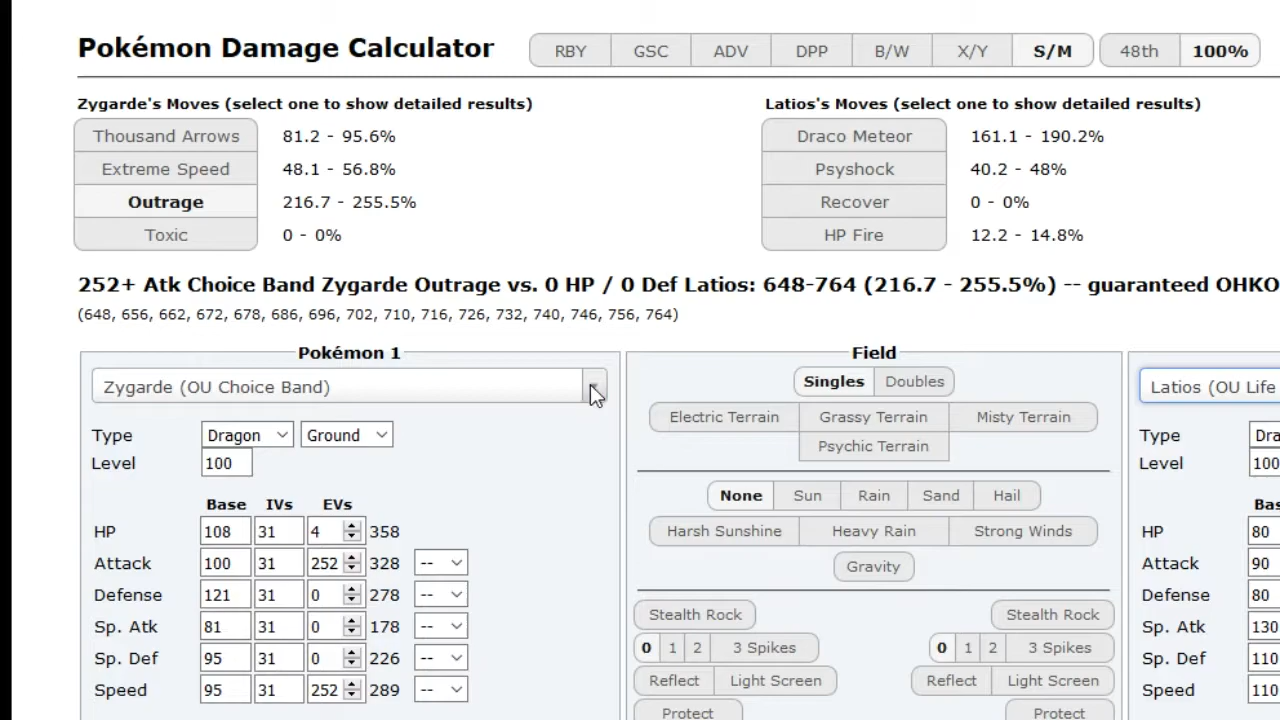 Pokémon Damage Calculator RBY GSC ADV DPP B/W X/Y S/M 48th 100%
Zygarde's Moves (select one to show detailed results) Latios's Moves (select one to show detailed results)
Thousand Arrows 81.2 - 95.6% Draco Meteor 161.1 - 190.2%
Extreme Speed 48.1 - 56.8% Psyshock 40.2 - 48%
Outrage 216.7 - 255.5% Recover 0 - 0%
Toxic 0 - 0% HP Fire 12.2 - 14.8%
252+ Atk Choice Band Zygarde Outrage vs. 0 HP / 0 Def Latios: 648-764 (216.7 - 255.5%) -- guaranteed OHKO
(648, 656, 662, 672, 678, 686, 696, 702, 710, 716, 726, 732, 740, 746, 756, 764)
Pokémon 1 Field
Zygarde (OU Choice Band) Singles Doubles Latios (OU Life
Electric Terrain Grassy Terrain Misty Terrain
Type Dragon Ground Psychic Terrain Type Dra
Level 100 Level 100
Base IVs EVs None Sun Rain Sand Hail Bas
HP 108 31 4 358 Harsh Sunshine Heavy Rain Strong Winds HP 80
Attack 100 31 252 328 -- Gravity Attack 90
Defense 121 31 0 278 -- Defense 80
Sp. Atk 81 31 0 178 -- Stealth Rock Stealth Rock Sp. Atk 130
Sp. Def 95 31 0 226 -- 0 1 2 3 Spikes 0 1 2 3 Spikes Sp. Def 110
Speed 95 31 252 289 -- Reflect Light Screen Reflect Light Screen Speed 110
Protect Protect